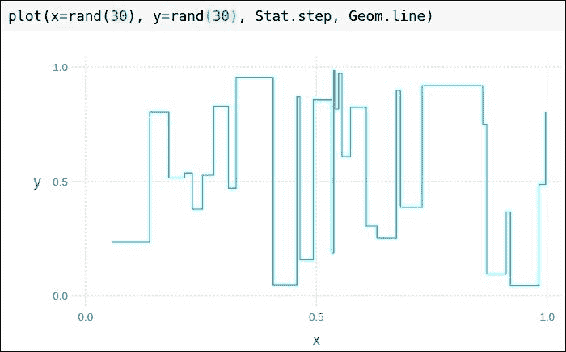 plot(x=rand(30), y=rand(30), Stat.step, Geom.line)
1.0
y 0.5
0.0
0.0 0.5 1.0
x